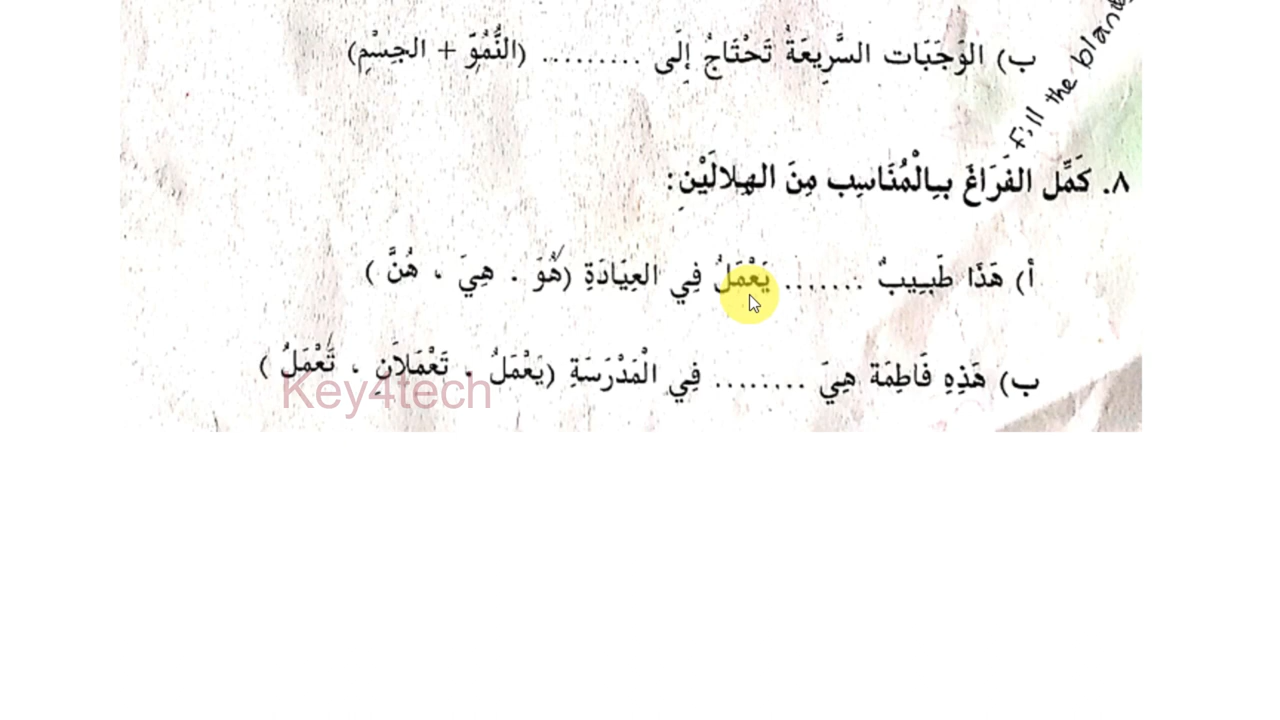 Fill the blank
ب) الوَجَبَات السَّرِيعَةُ تَحْتَاجُ إِلَى ......... (النُّمُوّ + الجِسْمِ)
٨. كَمِّل الفَرَاغَ بِالْمُنَاسِب مِنَ الهِلالَيْنِ:
أ) هَذَا طَبِيبٌ ....... يَعْمَلُ فِي العِيَادَةِ (هُوَ . هِيَ ، هُنَّ )
ب) هَذِهِ فَاطِمَة هِيَ ........ فِي الْمَدْرَسَةِ (يَعْمَلُ . تَعْمَلاَنِ ، تَعْمَلُ )
Key4tech